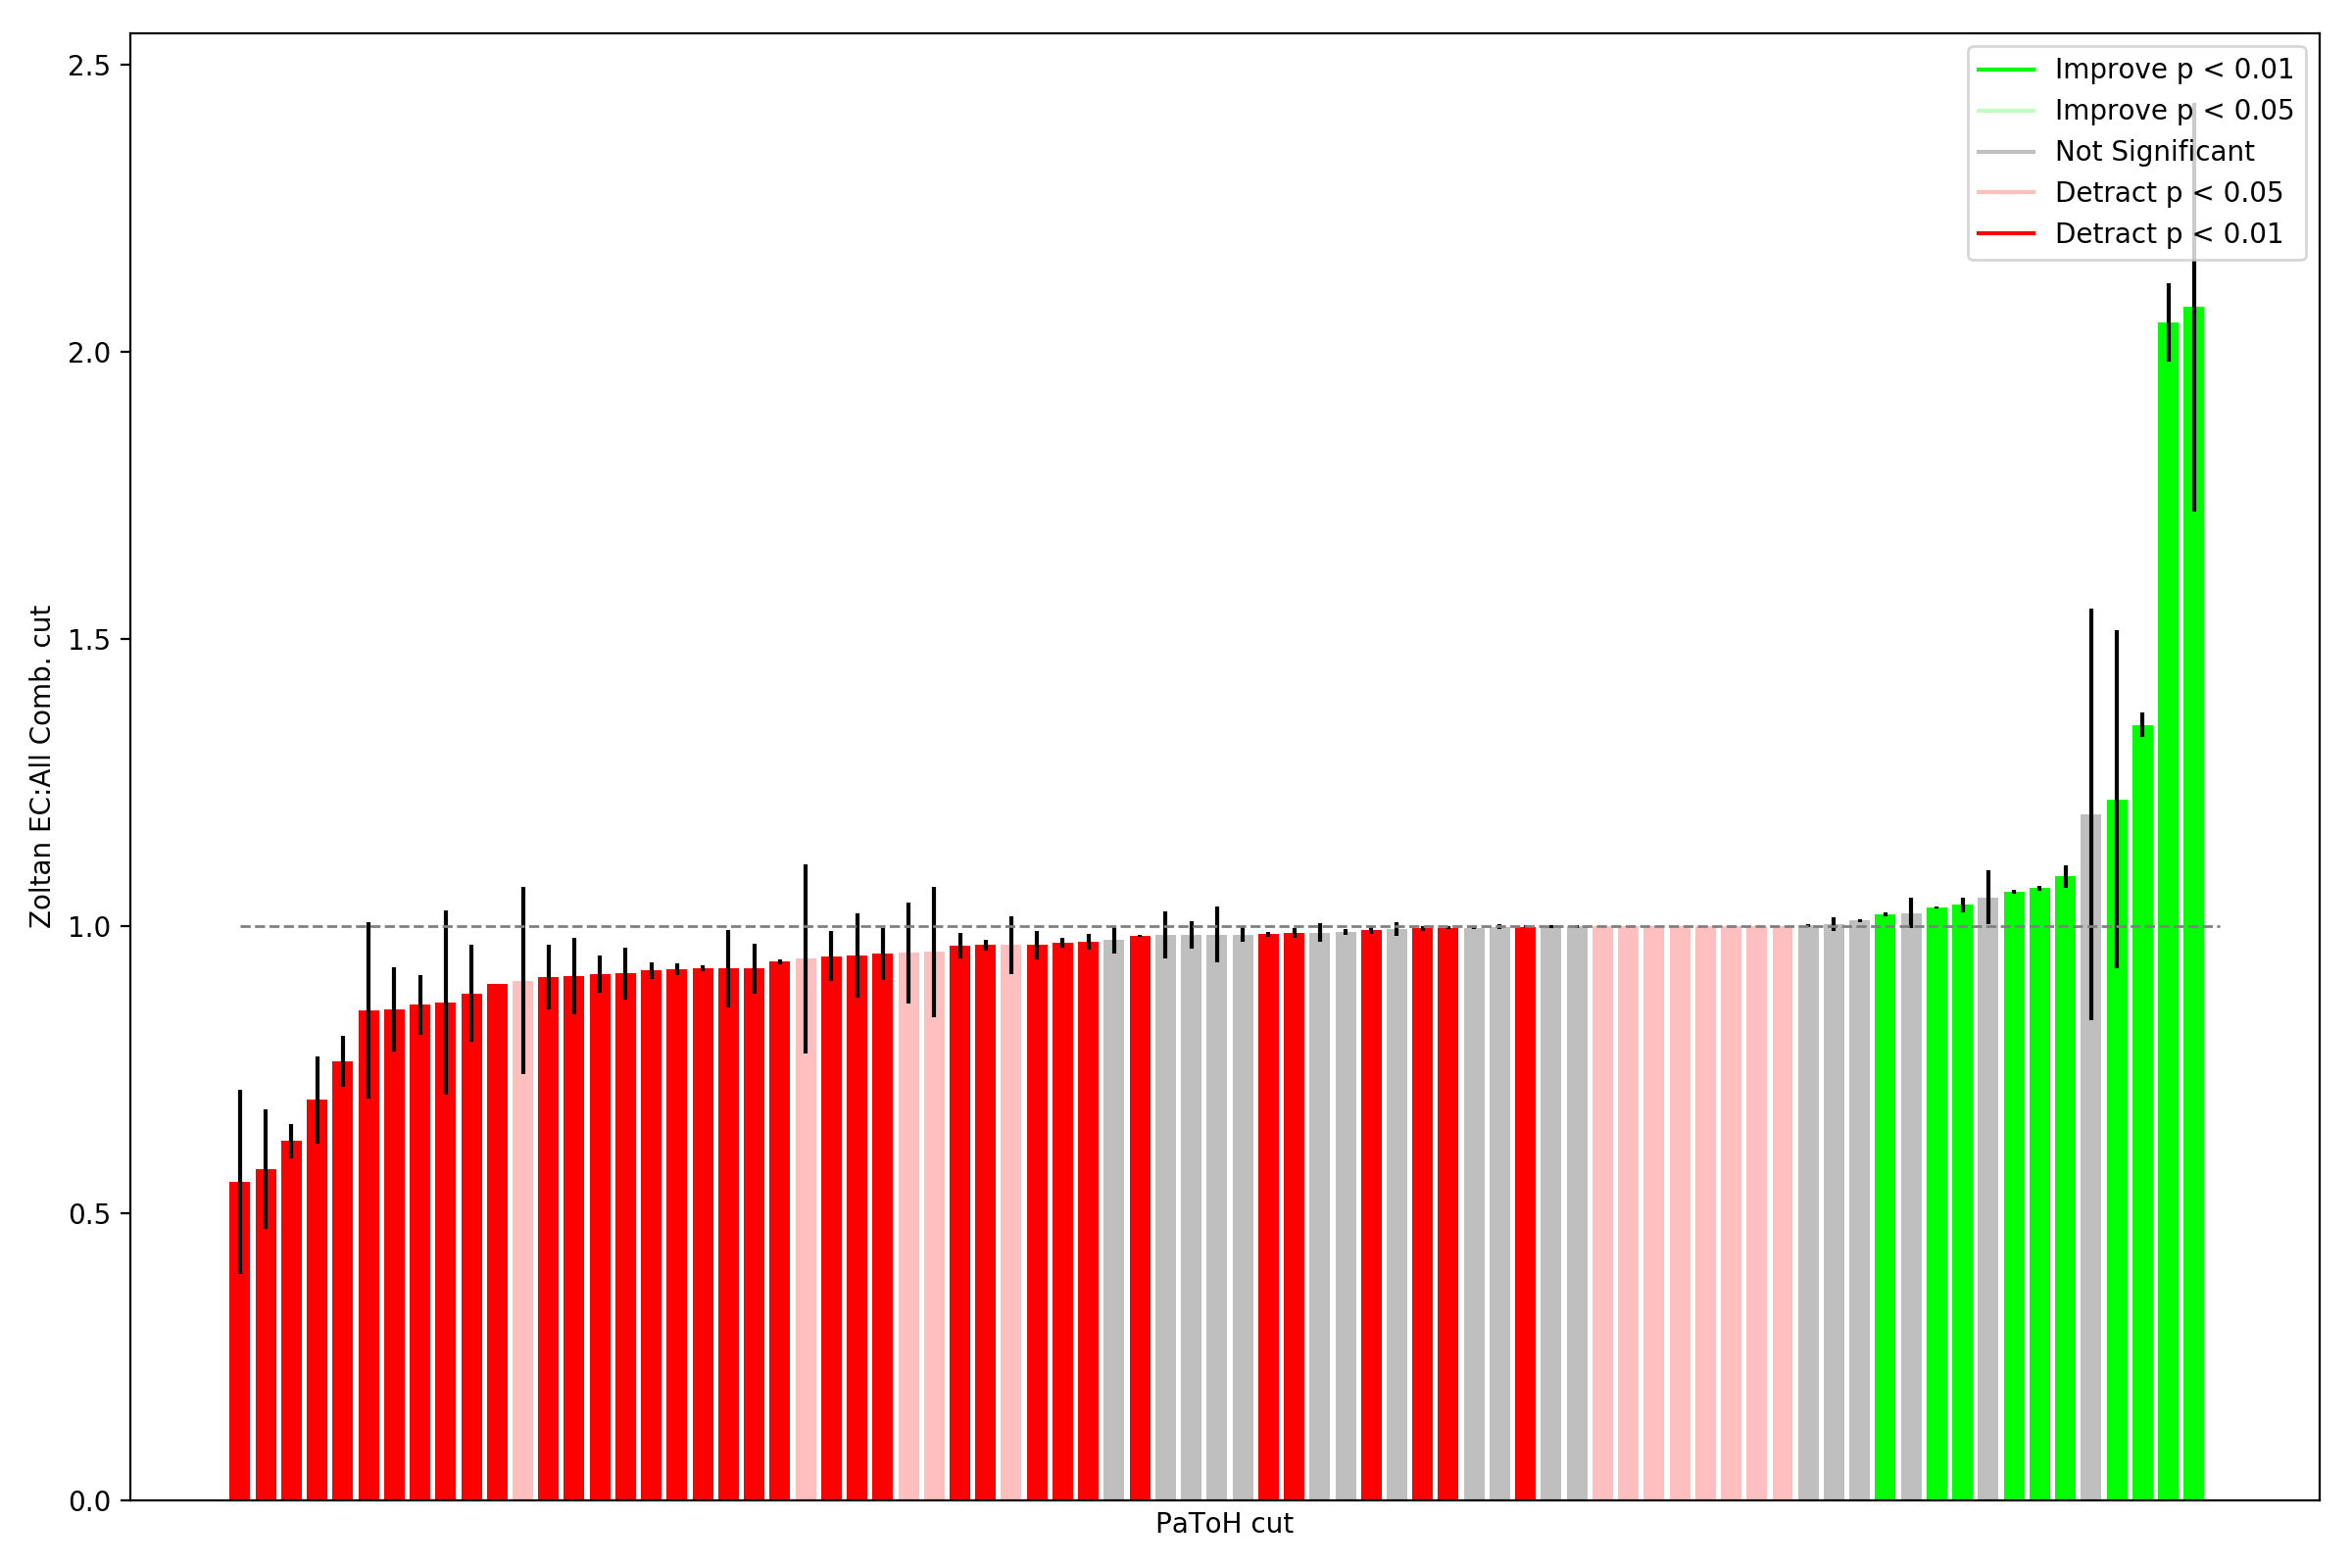 2.5
2.0
1.5
1.0
0.5
0.0
Zoltan EC:All Comb. cut
PaToH cut
Improve p < 0.01
Improve p < 0.05
Not Significant
Detract p < 0.05
Detract p < 0.01